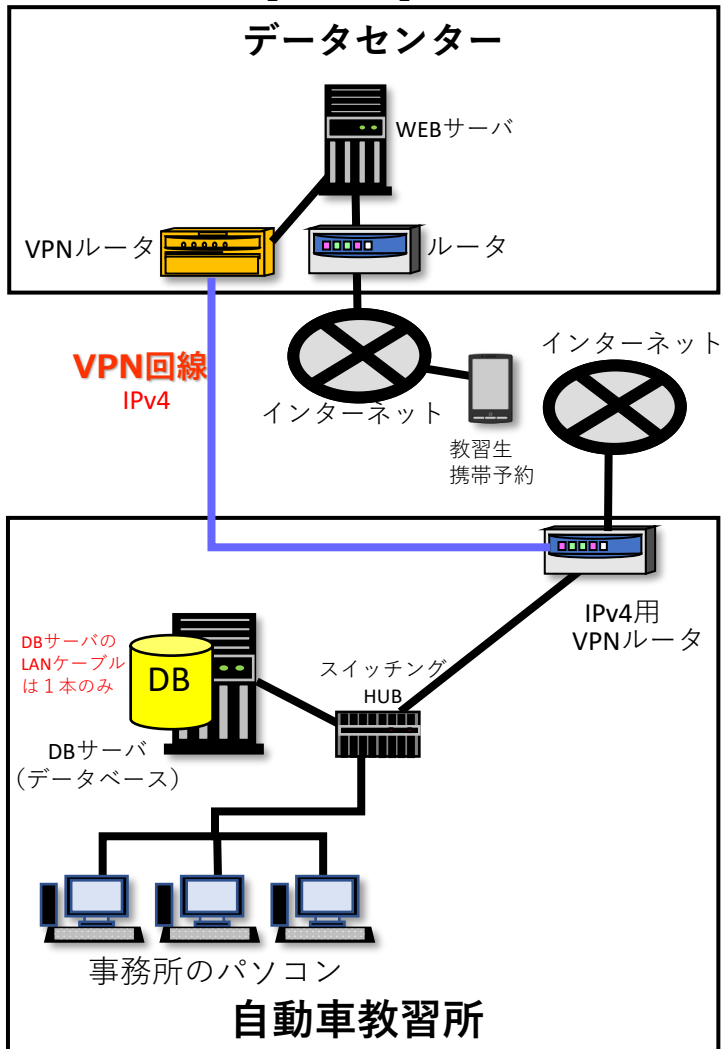 データセンター
WEBサーバ
VPNルータ
ルータ
VPN回線
IPv4
インターネット
インターネット
教習生
携帯予約
IPv4用
VPNルータ
DBサーバの
LANケーブル
は１本のみ
DB
スイッチング
HUB
DBサーバ
（データベース）
事務所のパソコン
自動車教習所